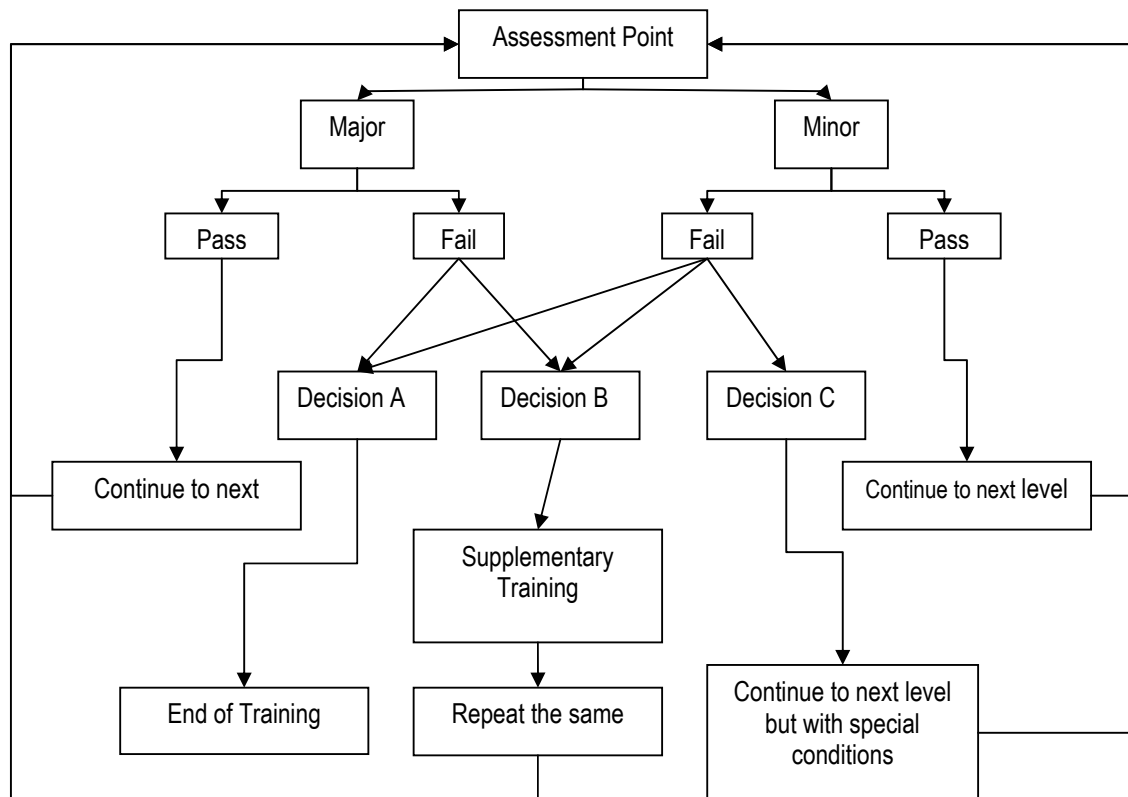 Assessment Point
Major
Minor
Pass
Fail
Fail
Pass
Decision A
Decision B
Decision C
Continue to next
Continue to next level
Supplementary
Training
End of Training
Repeat the same
Continue to next level
but with special
conditions